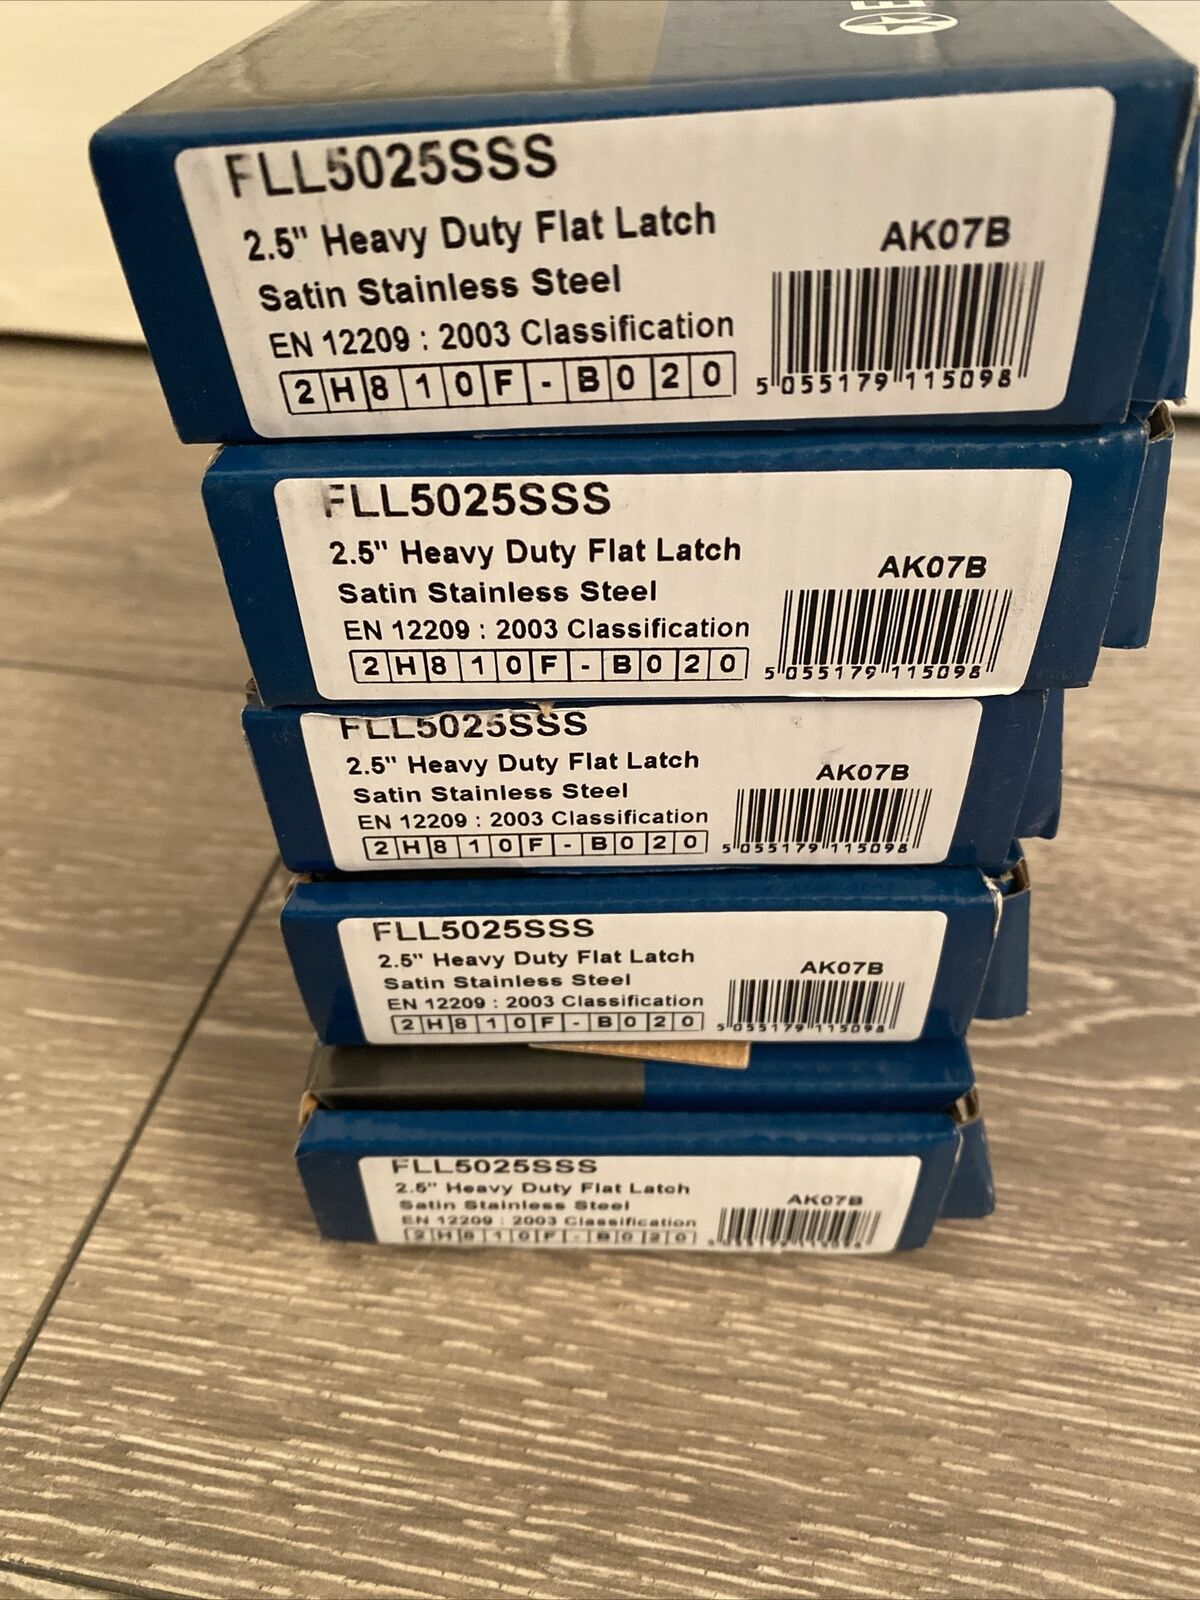 E
FLL5025SSS
2.5" Heavy Duty Flat Latch
Satin Stainless Steel
EN 12209 : 2003 Classification
2H810F-B020
AK07B
5 055179 115098
FLL5025SSS
2.5" Heavy Duty Flat Latch
Satin Stainless Steel
EN 12209 : 2003 Classification
2H810F-B020
AK07B
5 055179 115098
FLL5025SSS
2.5" Heavy Duty Flat Latch
Satin Stainless Steel
EN 12209 : 2003 Classification
2H810F-B020
AK07B
5 055179 115098
FLL5025SSS
2.5" Heavy Duty Flat Latch
Satin Stainless Steel
EN 12209 : 2003 Classification
2H810F-B020
AK07B
5 055179 115098
FLL5025SSS
2.5" Heavy Duty Flat Latch
Satin Stainless Steel
EN 12209 : 2003 Classification
2H810F-B020
AK07B
5 055179 115098